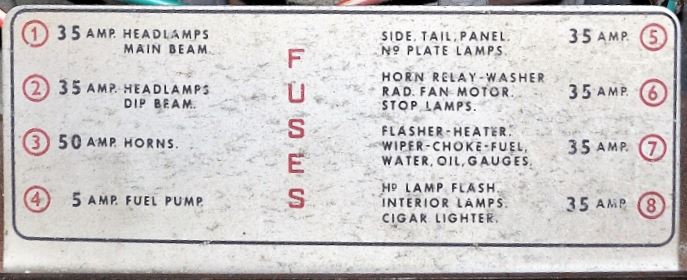 1 35 AMP. HEADLAMPS
MAIN BEAM.
2 35 AMP. HEADLAMPS
DIP BEAM.
3 50 AMP. HORNS.
4 5 AMP. FUEL PUMP.
FUSES
SIDE, TAIL, PANEL. 35 AMP. 5
Nº PLATE LAMPS.
HORN RELAY-WASHER
RAD. FAN MOTOR. 35 AMP. 6
STOP LAMPS.
FLASHER-HEATER.
WIPER-CHOKE-FUEL, 35 AMP. 7
WATER, OIL, GAUGES.
Hᴰ LAMP FLASH.
INTERIOR LAMPS. 35 AMP. 8
CIGAR LIGHTER.